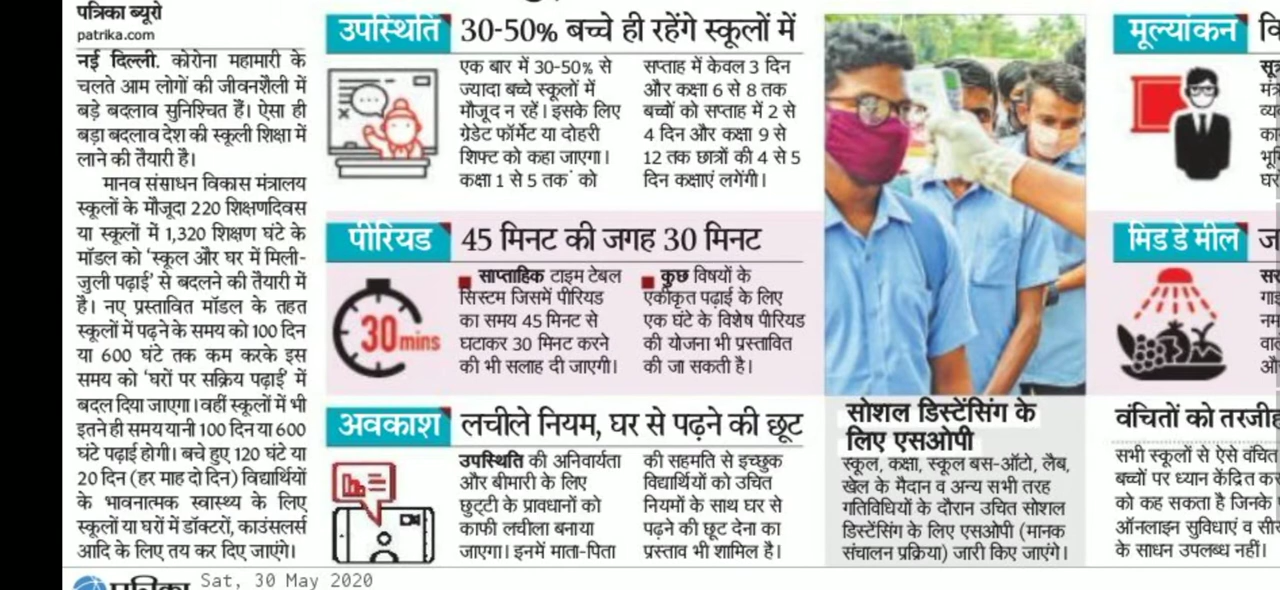 पत्रिका ब्यूरो
patrika.com
नई दिल्ली. कोरोना महामारी के
चलते आम लोगों की जीवनशैली में
बड़े बदलाव सुनिश्चित हैं। ऐसा ही
बड़ा बदलाव देश की स्कूली शिक्षा में
लाने की तैयारी है।
मानव संसाधन विकास मंत्रालय
स्कूलों के मौजूदा 220 शिक्षणदिवस
या स्कूलों में 1,320 शिक्षण घंटे के
मॉडल को 'स्कूल और घर में मिली-
जुली पढ़ाई' से बदलने की तैयारी में
है। नए प्रस्तावित मॉडल के तहत
स्कूलों में पढ़ने के समय को 100 दिन
या 600 घंटे तक कम करके इस
समय को 'घरों पर सक्रिय पढ़ाई' में
बदल दिया जाएगा। वहीं स्कूलों में भी
इतने ही समय यानी 100 दिन या 600
घंटे पढ़ाई होगी। बचे हुए 120 घंटे या
20 दिन (हर माह दो दिन) विद्यार्थियों
के भावनात्मक स्वास्थ्य के लिए
स्कूलों या घरों में डॉक्टरों, काउंसलर्स
आदि के लिए तय कर दिए जाएंगे।
उपस्थिति 30-50% बच्चे ही रहेंगे स्कूलों में
एक बार में 30-50% से
ज्यादा बच्चे स्कूलों में
मौजूद न रहें। इसके लिए
ग्रेडेट फॉर्मेट या दोहरी
शिफ्ट को कहा जाएगा।
कक्षा 1 से 5 तक को
सप्ताह में केवल 3 दिन
और कक्षा 6 से 8 तक
बच्चों को सप्ताह में 2 से
4 दिन और कक्षा 9 से
12 तक छात्रों की 4 से 5
दिन कक्षाएं लगेंगी।
पीरियड 45 मिनट की जगह 30 मिनट
30 mins
साप्ताहिक टाइम टेबल
सिस्टम जिसमें पीरियड
का समय 45 मिनट से
घटाकर 30 मिनट करने
की भी सलाह दी जाएगी।
कुछ विषयों के
एकीकृत पढ़ाई के लिए
एक घंटे के विशेष पीरियड
की योजना भी प्रस्तावित
की जा सकती है।
अवकाश लचीले नियम, घर से पढ़ने की छूट
उपस्थिति की अनिवार्यता
और बीमारी के लिए
छुट्टी के प्रावधानों को
काफी लचीला बनाया
जाएगा। इनमें माता-पिता
की सहमति से इच्छुक
विद्यार्थियों को उचित
नियमों के साथ घर से
पढ़ने की छूट देना का
प्रस्ताव भी शामिल है।
सोशल डिस्टेंसिंग के
लिए एसओपी
स्कूल, कक्षा, स्कूल बस-ऑटो, लैब,
खेल के मैदान व अन्य सभी तरह
गतिविधियों के दौरान उचित सोशल
डिस्टेंसिंग के लिए एसओपी (मानक
संचालन प्रक्रिया) जारी किए जाएंगे।
मूल्यांकन
मिड डे मील
वंचितों को तरजीह
सभी स्कूलों से ऐसे वंचित
बच्चों पर ध्यान केंद्रित कर
को कह सकता है जिनके
ऑनलाइन सुविधाएं व
के साधन उपलब्ध नहीं।
पत्रिका Sat, 30 May 2020